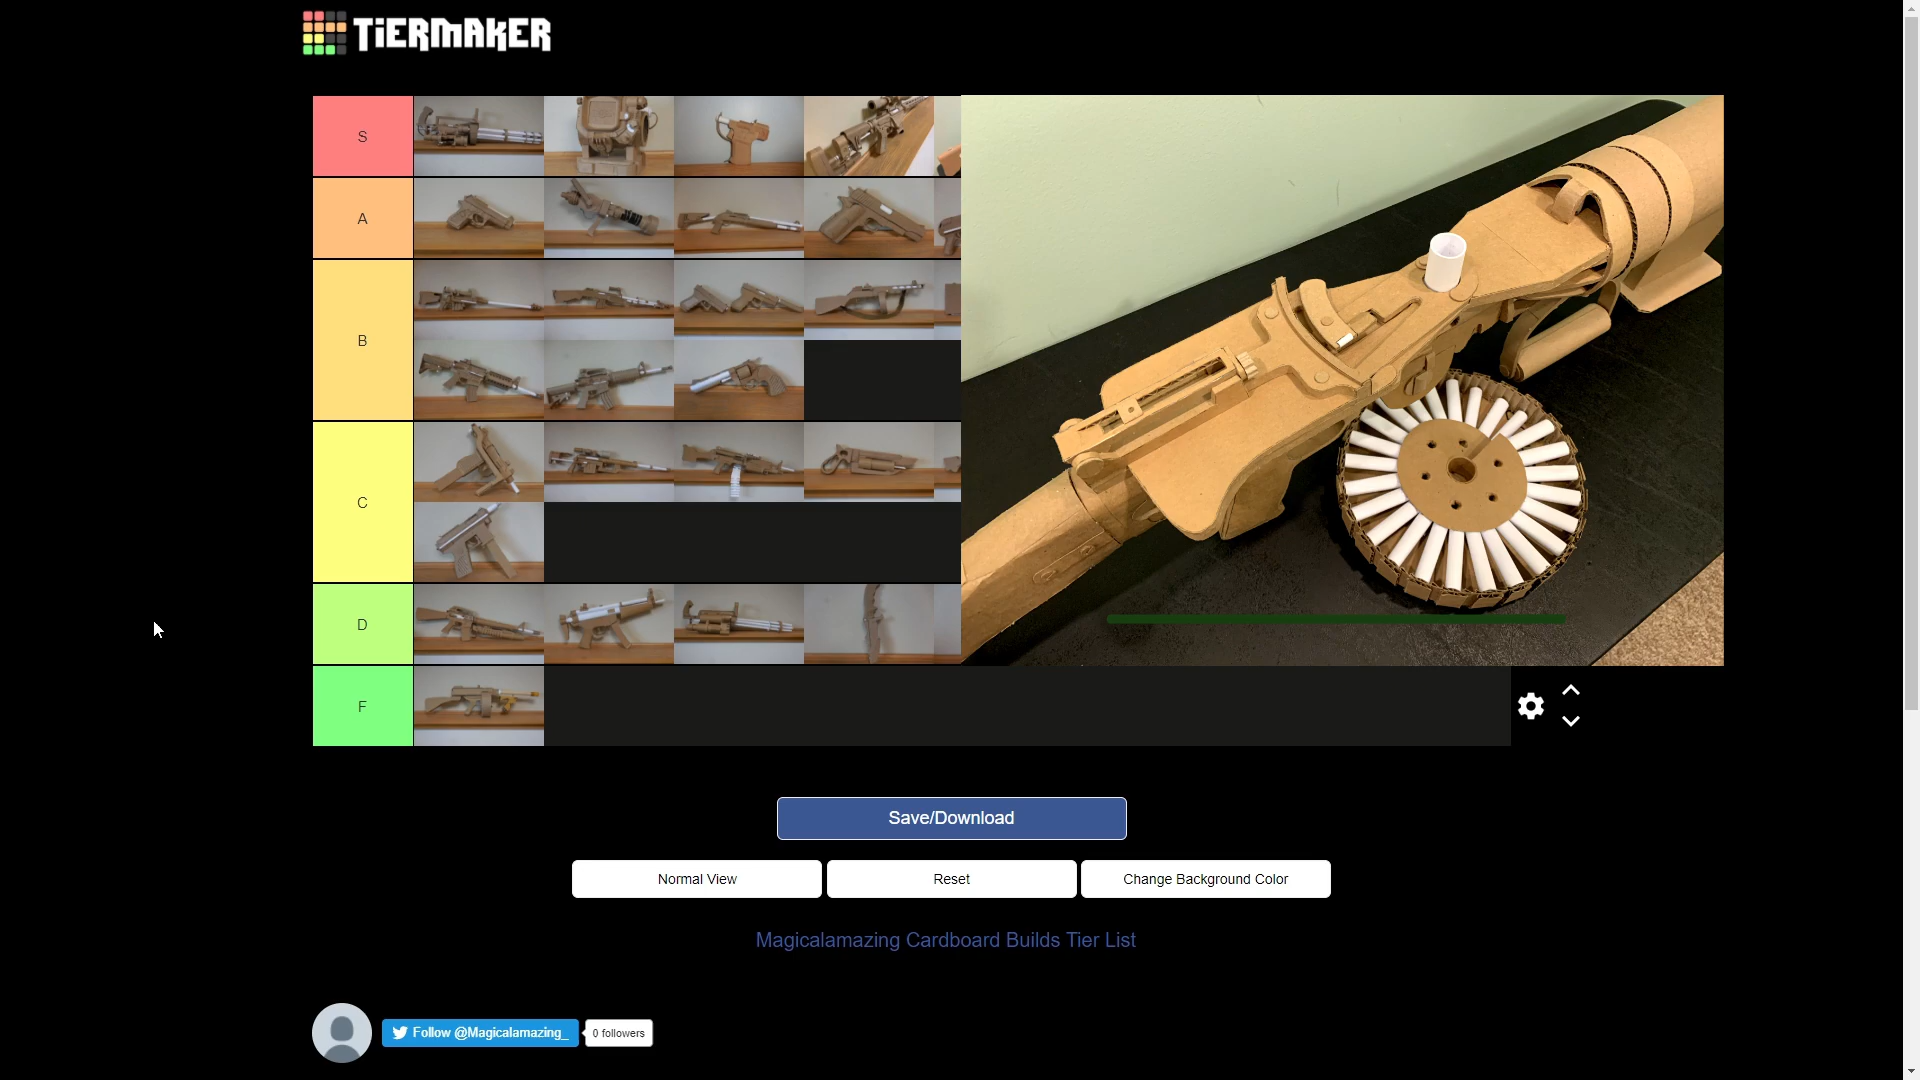 TiERMAKER
S
A
B
C
D
F
Save/Download
Normal View
Reset
Change Background Color
Magicalamazing Cardboard Builds Tier List
Follow @Magicalamazing_
0 followers